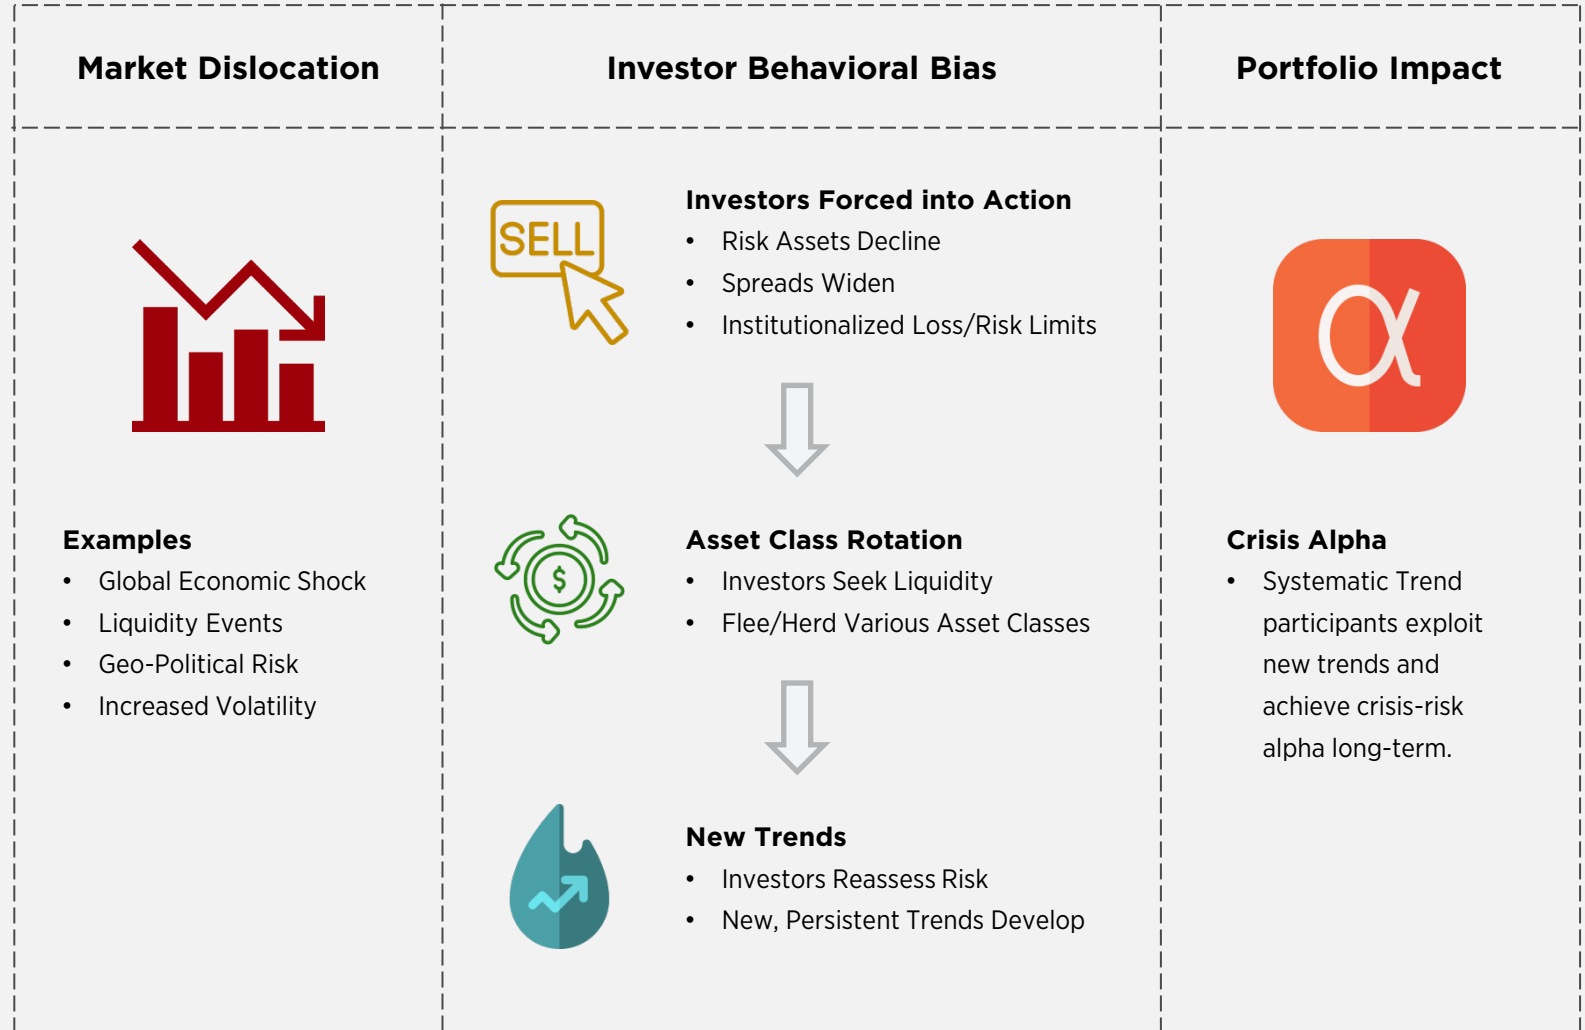 Market Dislocation
Investor Behavioral Bias
Portfolio Impact
Examples
• Global Economic Shock
• Liquidity Events
• Geo-Political Risk
• Increased Volatility
SELL
Investors Forced into Action
• Risk Assets Decline
• Spreads Widen
• Institutionalized Loss/Risk Limits
$
Asset Class Rotation
• Investors Seek Liquidity
• Flee/Herd Various Asset Classes
New Trends
• Investors Reassess Risk
• New, Persistent Trends Develop
α
Crisis Alpha
• Systematic Trend
participants exploit
new trends and
achieve crisis-risk
alpha long-term.